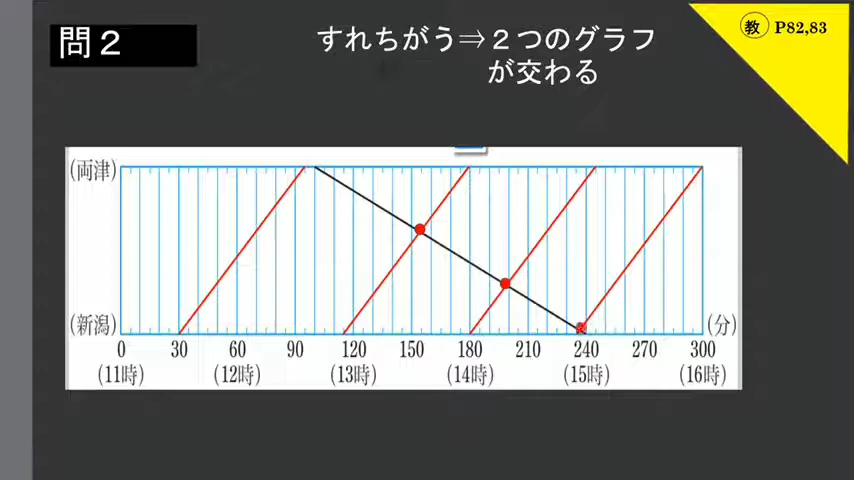 問２
すれちがう⇒２つのグラフ
が交わる
教 P82,83
(両津)
(新潟)
(分)
0 30 60 90 120 150 180 210 240 270 300
(11時) (12時) (13時) (14時) (15時) (16時)